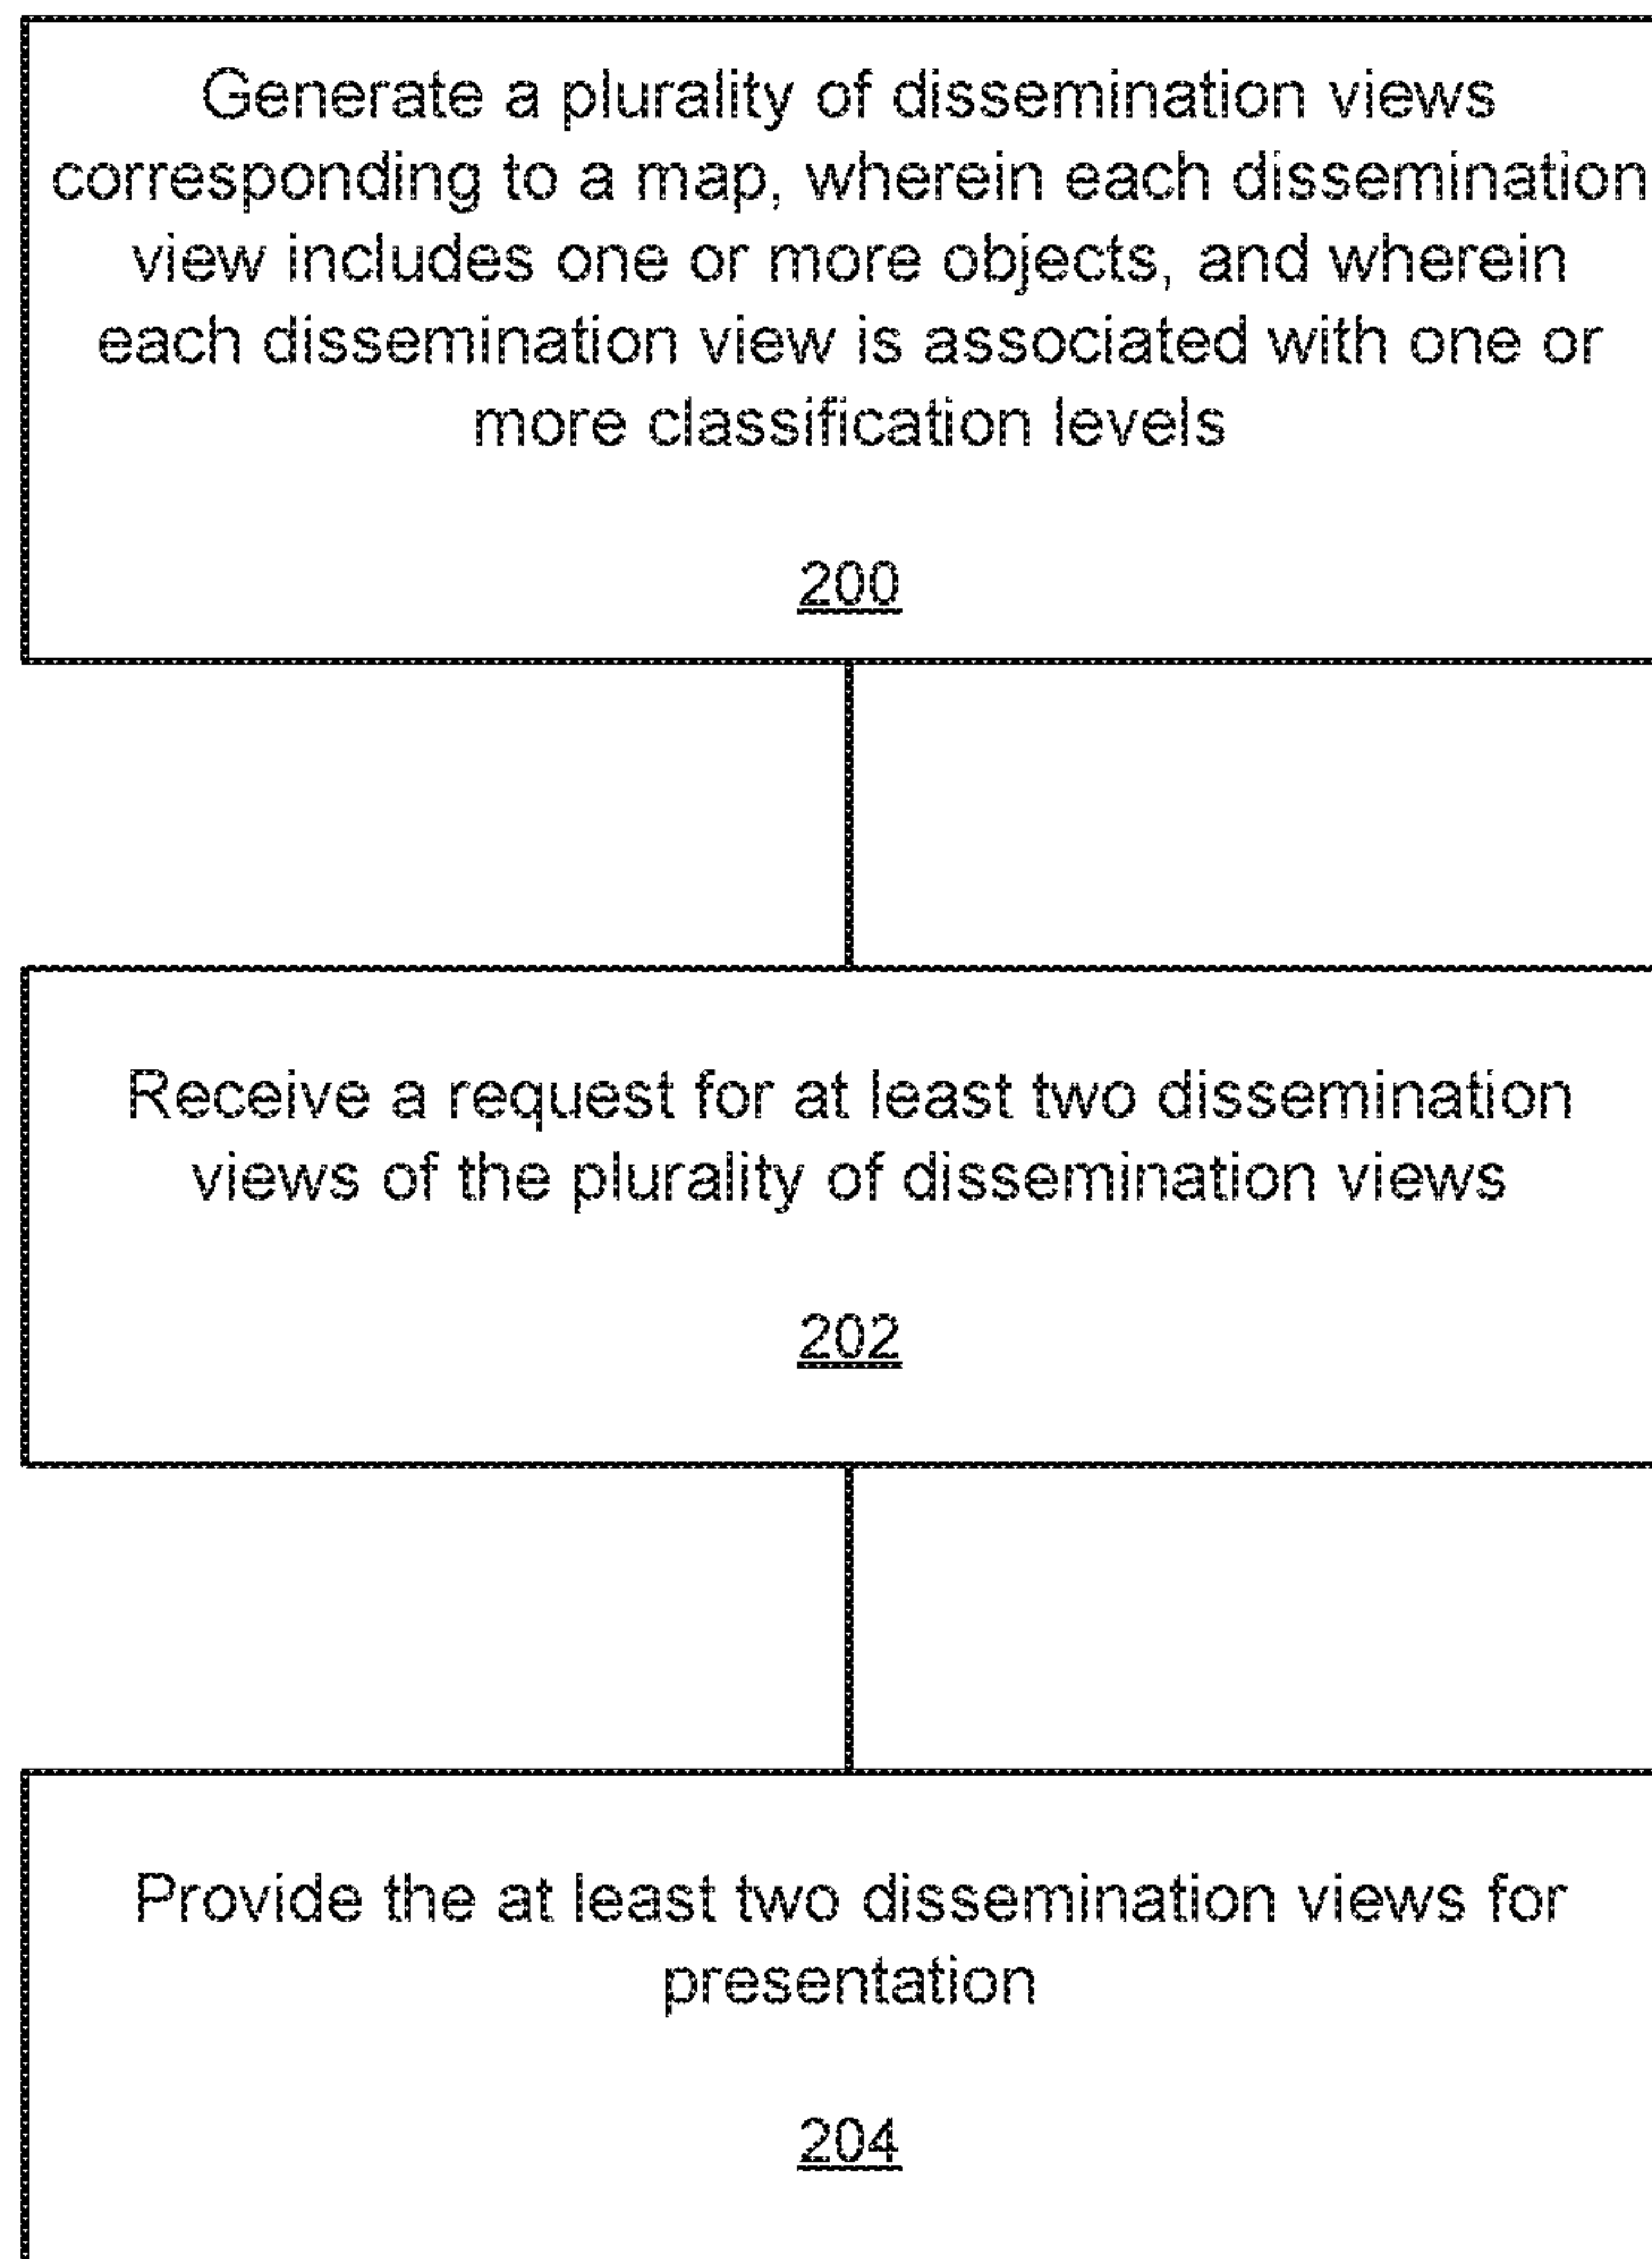 Generate a plurality of dissemination views
corresponding to a map, wherein each dissemination
view includes one or more objects, and wherein
each dissemination view is associated with one or
more classification levels
200
Receive a request for at least two dissemination
views of the plurality of dissemination views
202
Provide the at least two dissemination views for
presentation
204